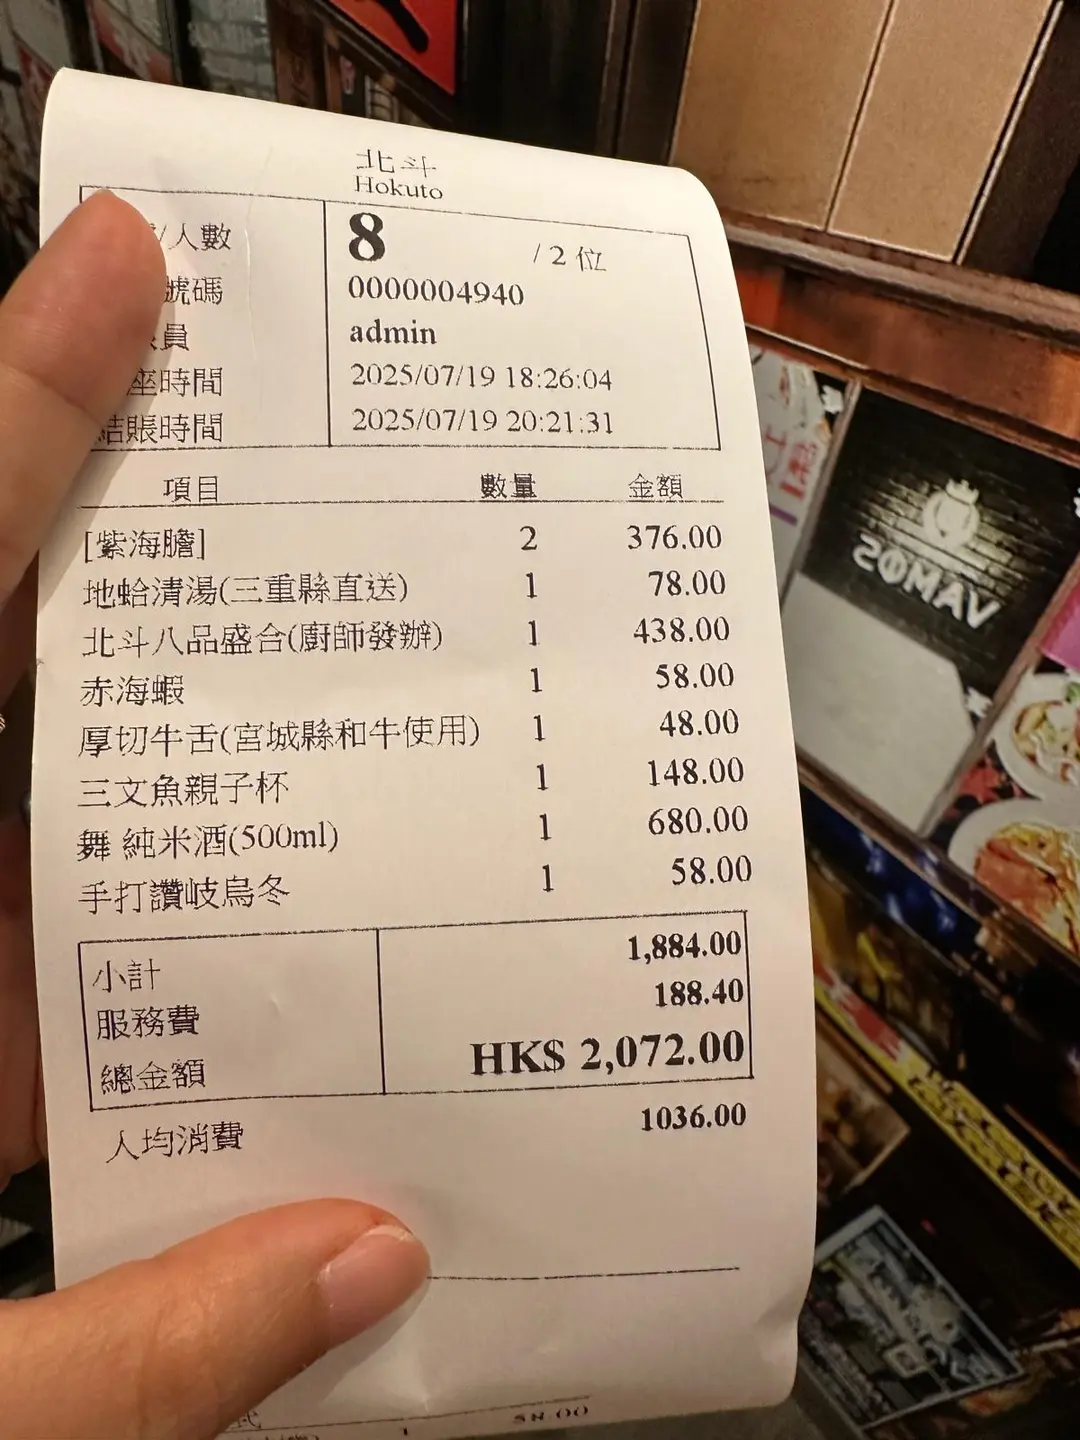 北斗
Hokuto
/人數 8 / 2 位
號碼 0000004940
員 admin
座時間 2025/07/19 18:26:04
結賬時間 2025/07/19 20:21:31
項目 數量 金額
[紫海膽] 2 376.00
地蛤清湯(三重縣直送) 1 78.00
北斗八品盛合(廚師發辦) 1 438.00
赤海蝦 1 58.00
厚切牛舌(宮城縣和牛使用) 1 48.00
三文魚親子杯 1 148.00
舞 純米酒(500ml) 1 680.00
手打讚岐烏冬 1 58.00
小計 1,884.00
服務費 188.40
總金額 HK$ 2,072.00
人均消費 1036.00
58.00
1